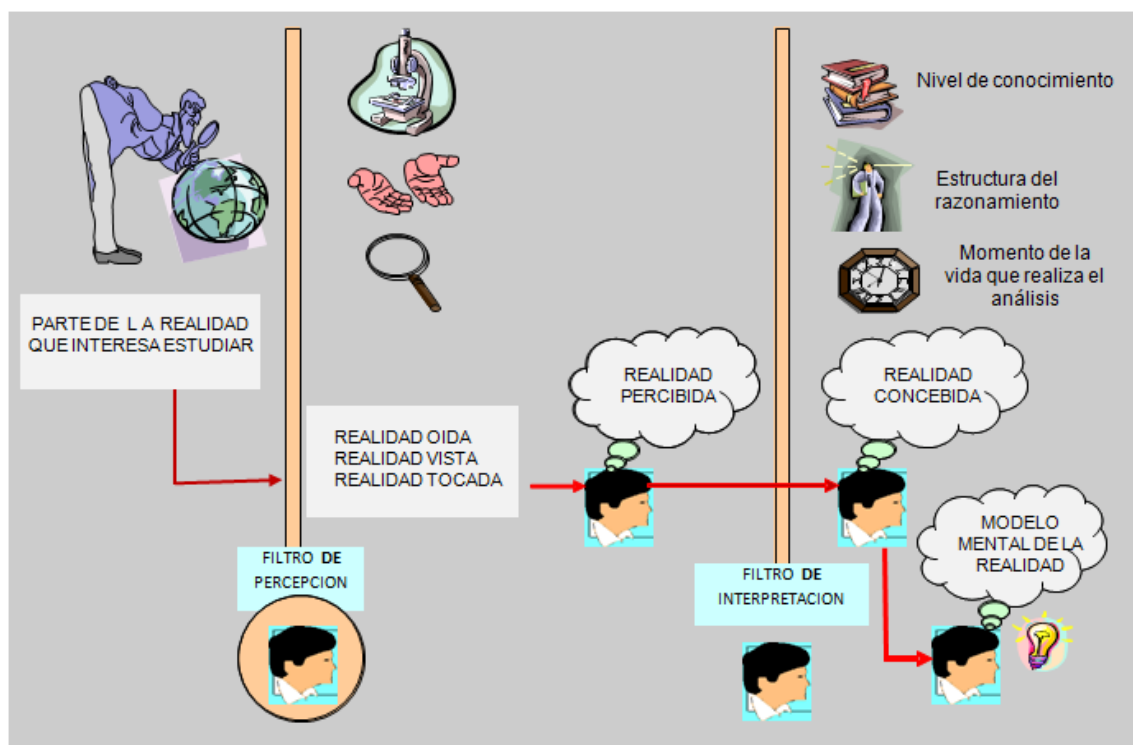 Nivel de conocimiento
Estructura del
razonamiento
Momento de la
vida que realiza el
análisis
PARTE DE L A REALIDAD
QUE INTERESA ESTUDIAR
REALIDAD OIDA
REALIDAD VISTA
REALIDAD TOCADA
REALIDAD
PERCIBIDA
REALIDAD
CONCEBIDA
MODELO
MENTAL DE LA
REALIDAD
FILTRO DE
PERCEPCION
FILTRO DE
INTERPRETACION